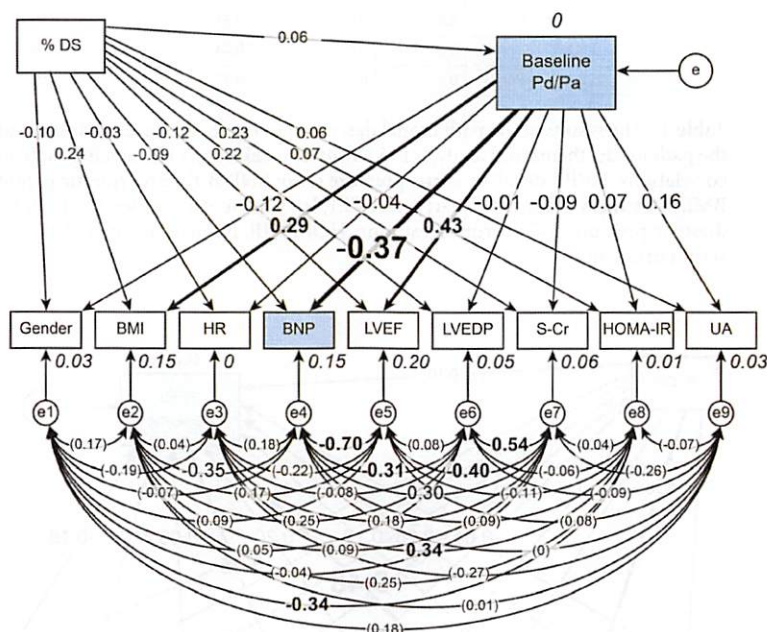 0
% DS
0.06
Baseline
Pd/Pa
e
-0.10 -0.03 -0.12 0.23 0.06
0.24 -0.09 0.22 0.07
-0.12 -0.04 -0.01 -0.09 0.07 0.16
0.29 -0.37 0.43
Gender BMI HR BNP LVEF LVEDP S-Cr HOMA-IR UA
0.03 0.15 0 0.15 0.20 0.05 0.06 0.01 0.03
e1 e2 e3 e4 e5 e6 e7 e8 e9
(0.17) (0.04) (0.18) -0.70 (0.08) 0.54 (0.04) (-0.07)
(-0.19) -0.35 (-0.22) -0.31 -0.40 (-0.06) (-0.26)
(-0.07) (0.17) (-0.08) 0.30 (-0.11) (-0.09)
(0.09) (0.25) (0.18) (0.09) (0.08)
(0.05) (0.09) 0.34 (0)
(-0.04) (0.25) (-0.27)
-0.34 (0.01)
(0.18)